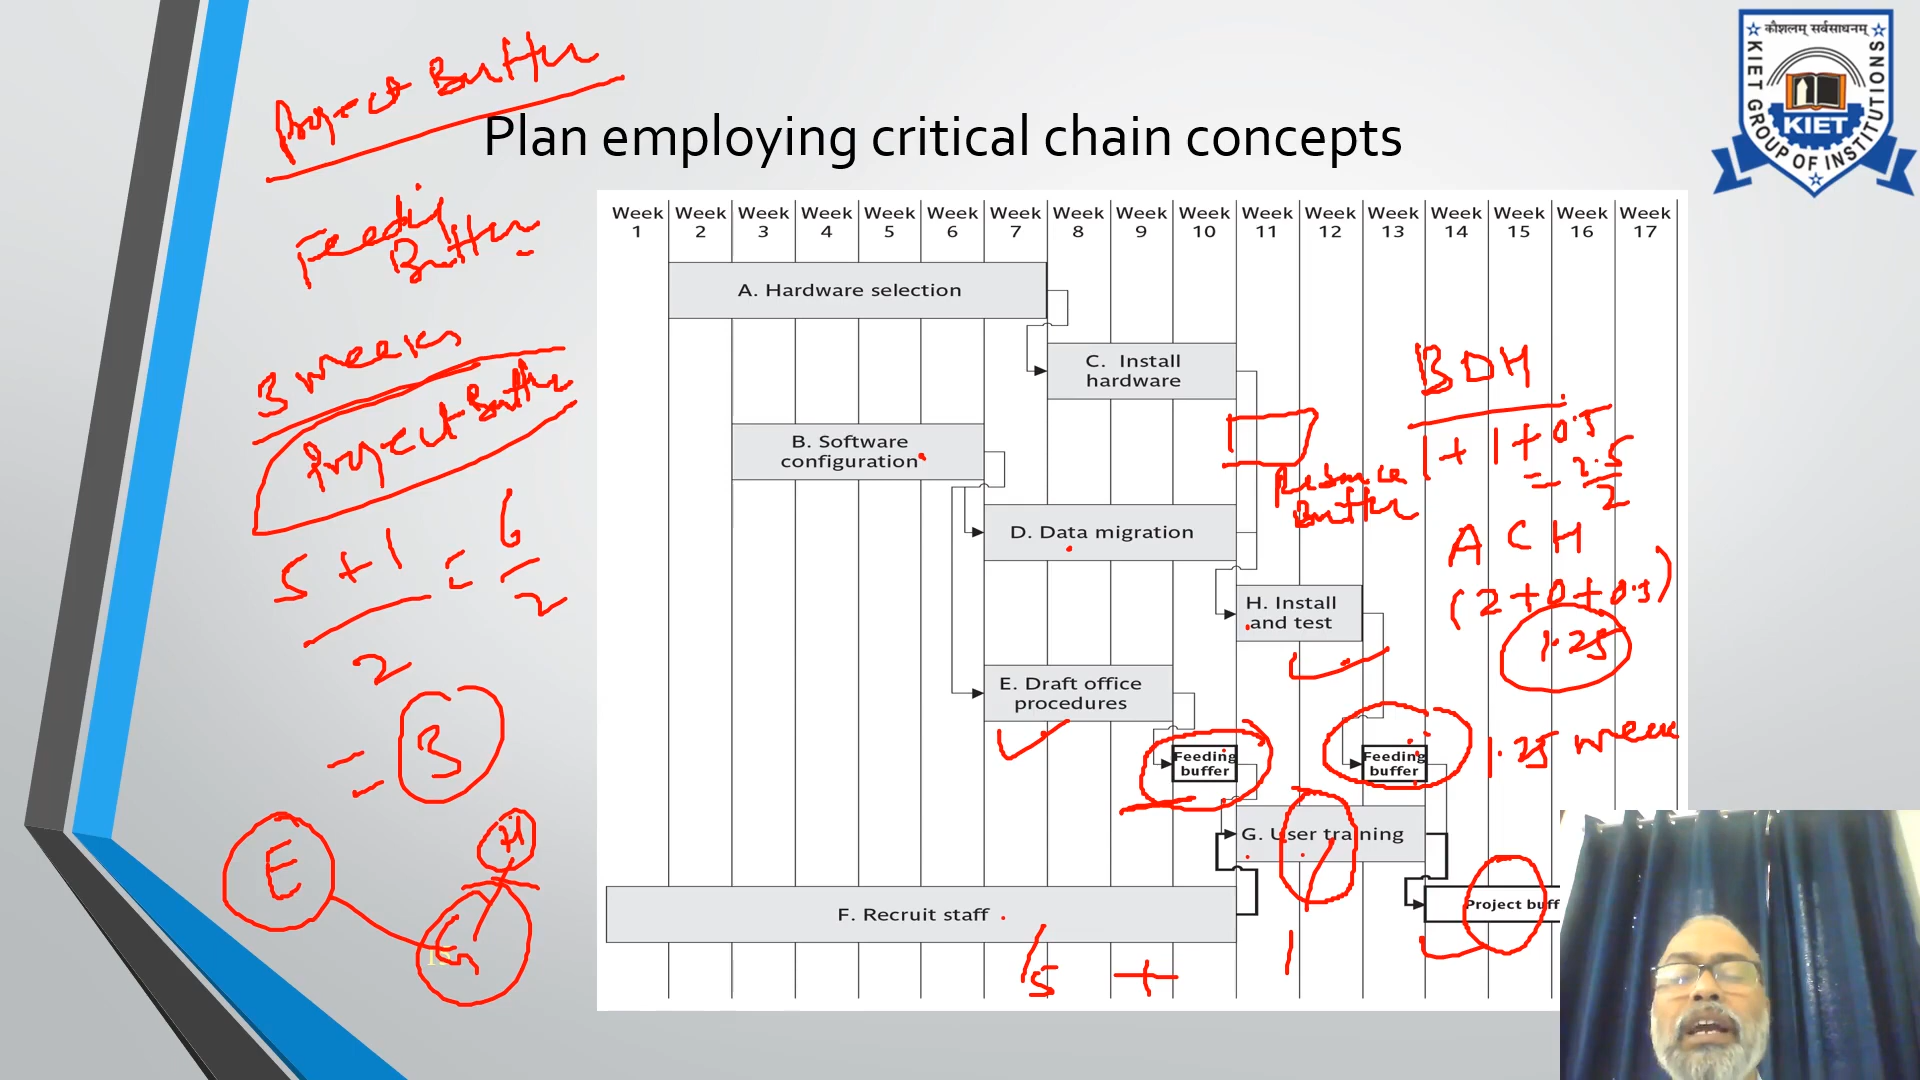 Project Buffer
Plan employing critical chain concepts
कौशलम् सर्वसाधनम्
KIET GROUP OF INSTITUTIONS
KIET
Feeding
Buffer
3 weeks
Project Buffer
5 + 1 = 6
2
2
= 3
E
H
G
Week 1 Week 2 Week 3 Week 4 Week 5 Week 6 Week 7 Week 8 Week 9 Week 10 Week 11 Week 12 Week 13 Week 14 Week 15 Week 16 Week 17
A. Hardware selection
C. Install
hardware
B. Software
configuration
D. Data migration
H. Install
and test
E. Draft office
procedures
Feeding
buffer
Feeding
buffer
G. User training
F. Recruit staff
Project buff
Resource
Buffer
BDH
1 + 1 + 0.5
= 2.5
2
A C H
(2 + 0 + 0.5)
1.25
1.25 week
5 + 1